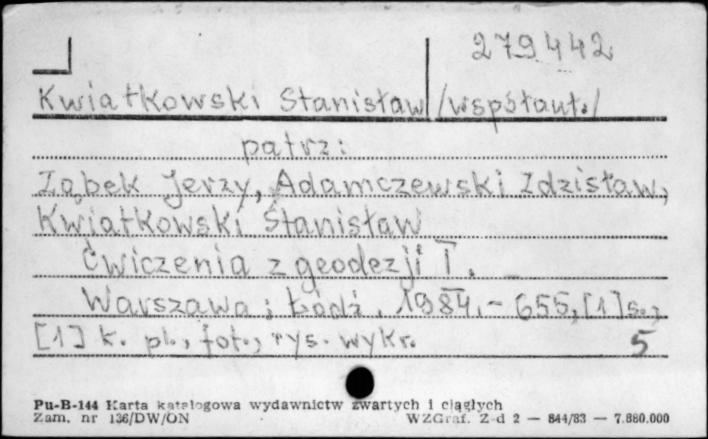 279442
Kwiatkowski Stanisław /współaut./
patrz:
Ząbek Jerzy, Adamczewski Zdzisław,
Kwiatkowski Stanisław
Ćwiczenia z geodezji I.
Warszawa; Łódź, 1984. - 655, [1] s.,
[1] k. pl., fot., rys. wykr. 5
Pu-B-144 Karta katalogowa wydawnictw zwartych i ciągłych
Zam. nr 136/DW/ON WZGraf. Z-d 2 — 844/83 — 7.880.000